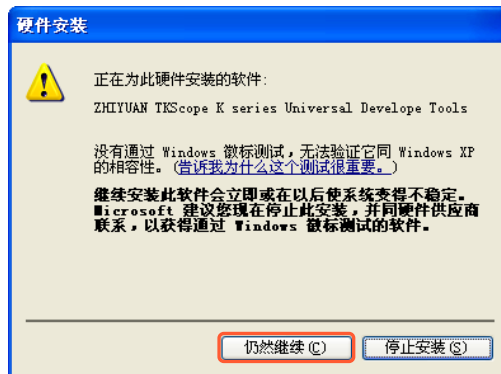 硬件安装
正在为此硬件安装的软件:
ZHIYUAN TKScope K series Universal Develope Tools
没有通过 Windows 徽标测试，无法验证它同 Windows XP
的相容性。(告诉我为什么这个测试很重要。)
继续安装此软件会立即或在以后使系统变得不稳定。
Microsoft 建议您现在停止此安装，并同硬件供应商
联系，以获得通过 Windows 徽标测试的软件。
仍然继续(C) 停止安装(S)